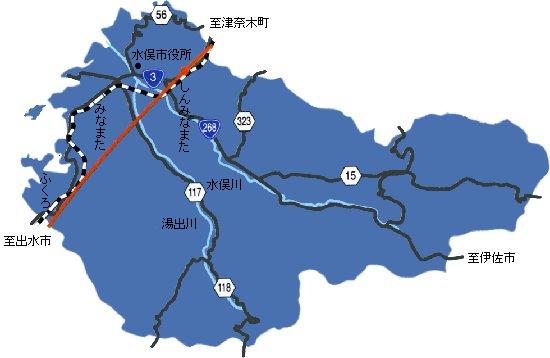 56
至津奈木町
水俣市役所
3
しんみなまた
みなまた
268
323
ふくろ
水俣川
15
117
湯出川
至出水市
至伊佐市
118